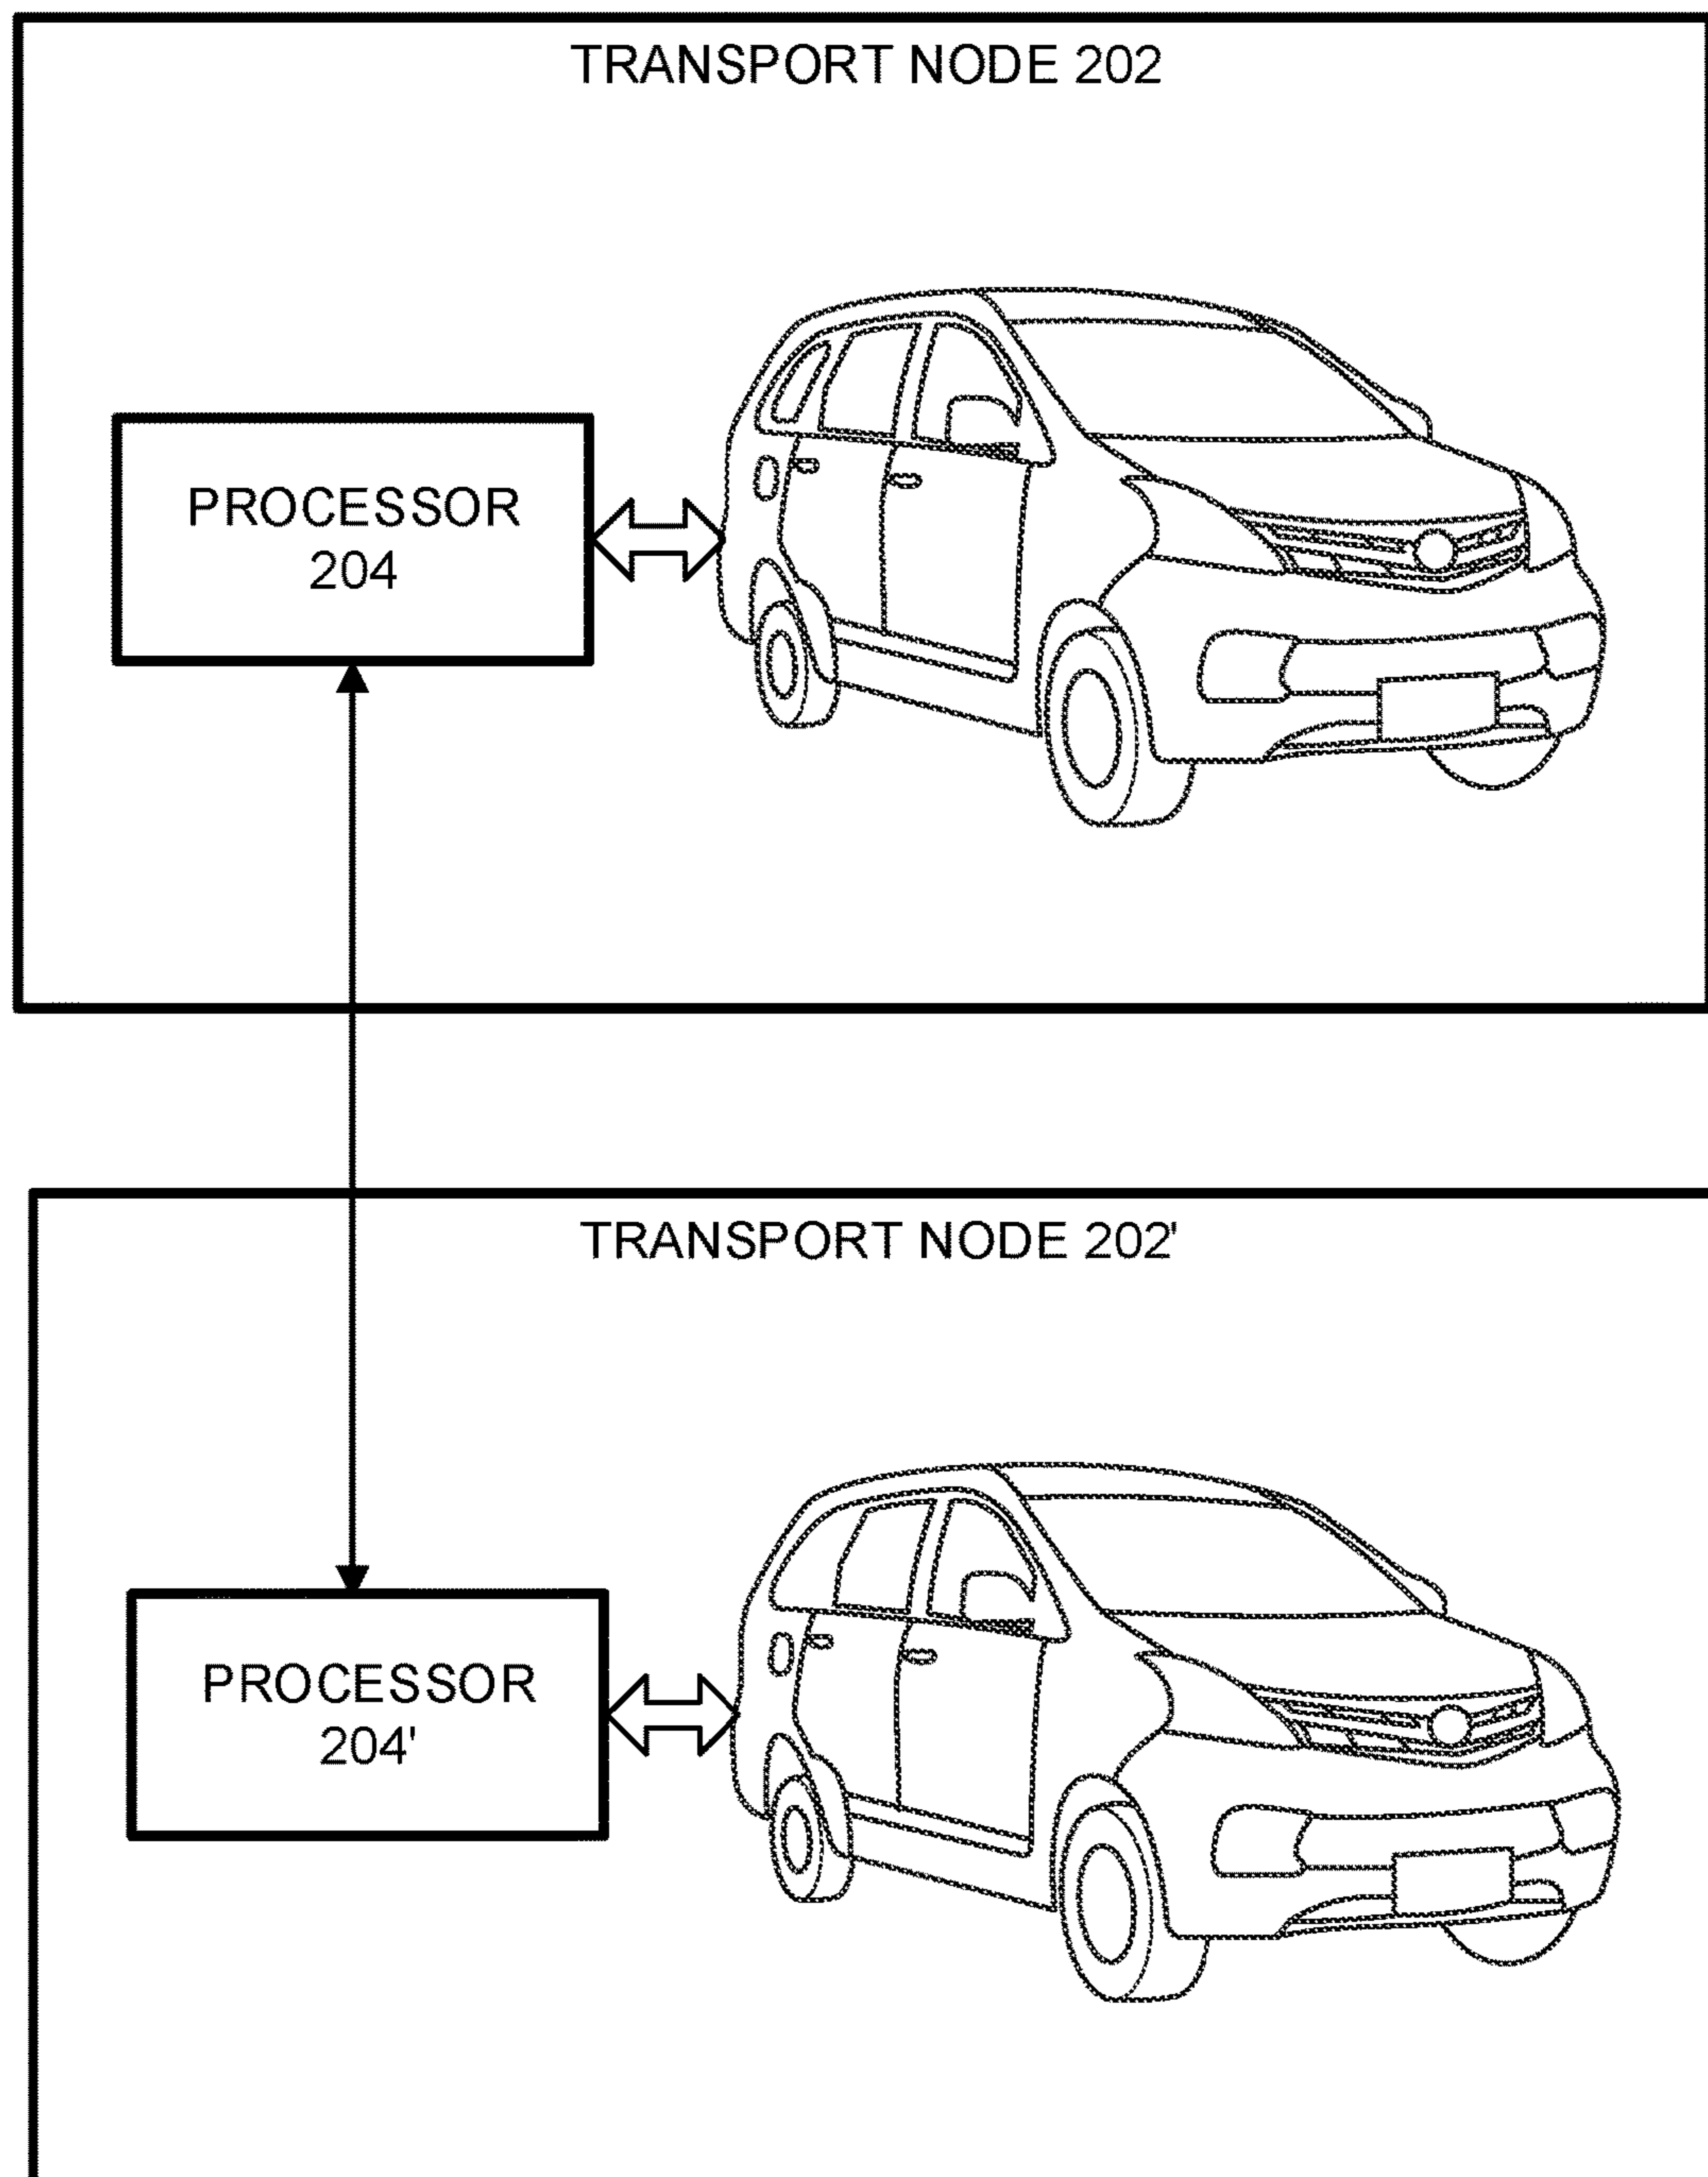 TRANSPORT NODE 202
PROCESSOR
204
TRANSPORT NODE 202'
PROCESSOR
204'